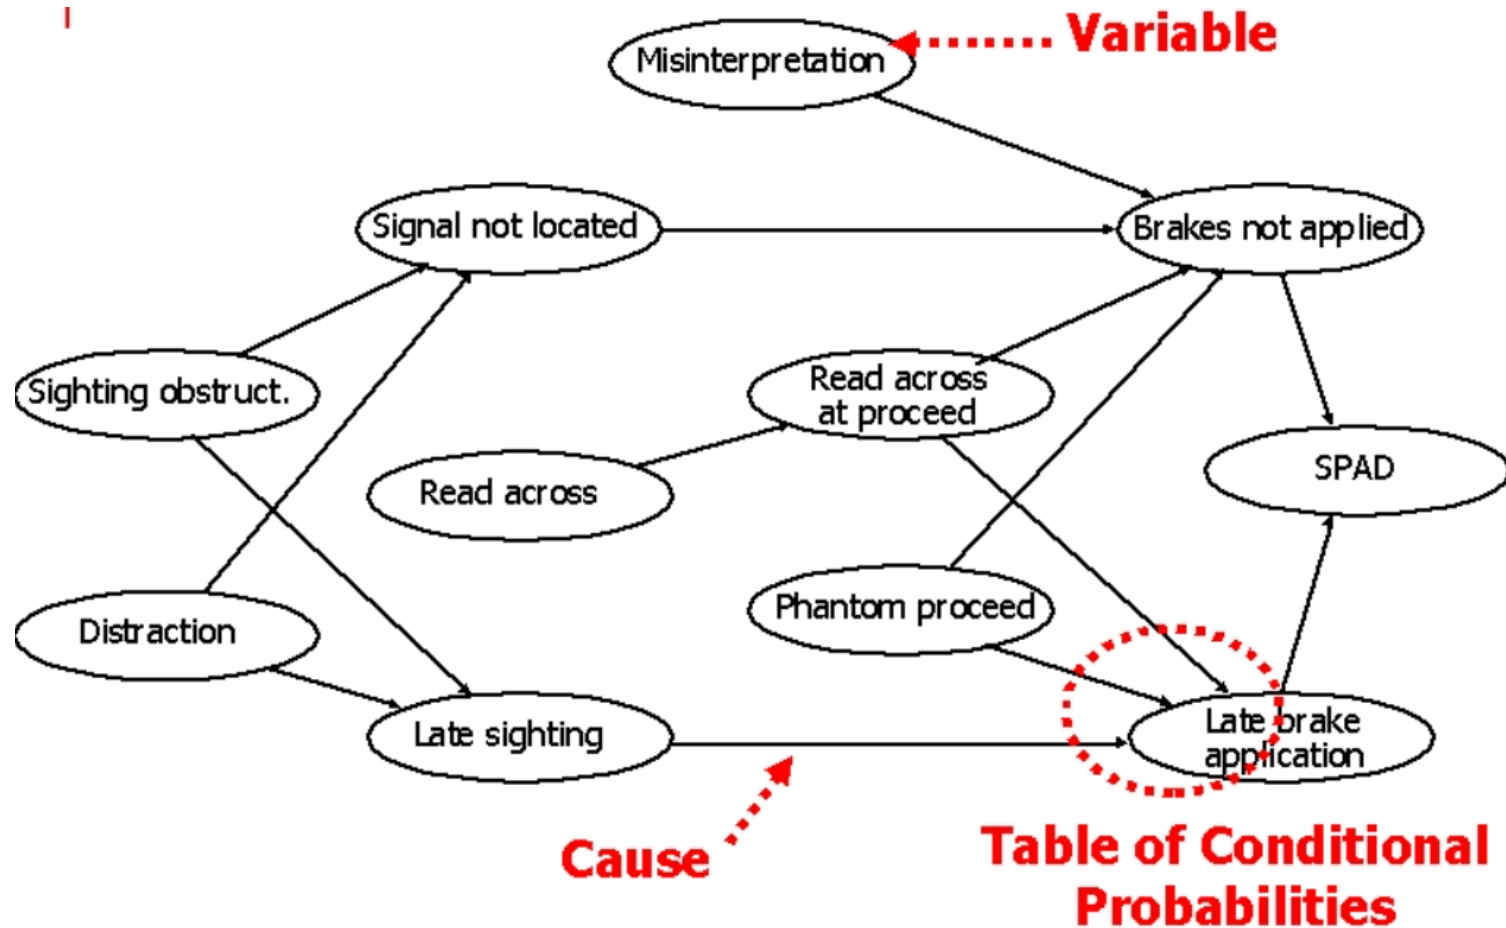 Variable
Misinterpretation
Signal not located
Brakes not applied
Sighting obstruct.
Read across
at proceed
Read across
SPAD
Phantom proceed
Distraction
Late sighting
Late brake
application
Cause
Table of Conditional
Probabilities